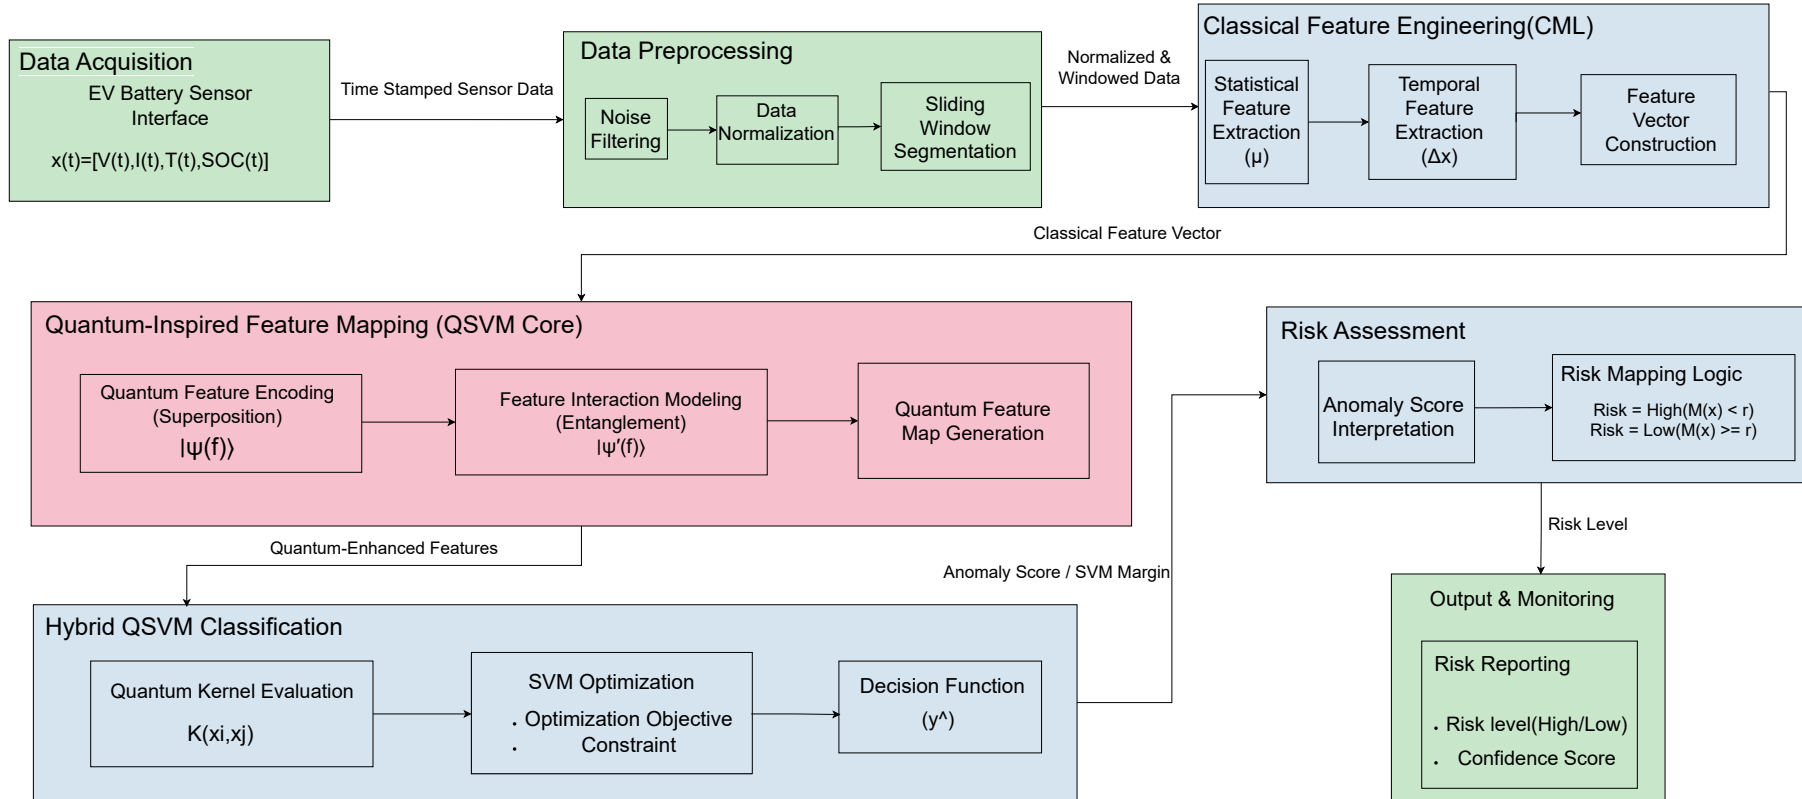 Data Acquisition
EV Battery Sensor
Interface
x(t)=[V(t),I(t),T(t),SOC(t)]
Time Stamped Sensor Data
Data Preprocessing
Noise
Filtering
Data
Normalization
Sliding
Window
Segmentation
Normalized &
Windowed Data
Classical Feature Engineering(CML)
Statistical
Feature
Extraction
(μ)
Temporal
Feature
Extraction
(Δx)
Feature
Vector
Construction
Classical Feature Vector
Quantum-Inspired Feature Mapping (QSVM Core)
Quantum Feature Encoding
(Superposition)
|ψ(f)⟩
Feature Interaction Modeling
(Entanglement)
|ψ′(f)⟩
Quantum Feature
Map Generation
Quantum-Enhanced Features
Hybrid QSVM Classification
Quantum Kernel Evaluation
K(xi,xj)
SVM Optimization
. Optimization Objective
. Constraint
Decision Function
(y^)
Anomaly Score / SVM Margin
Risk Assessment
Anomaly Score
Interpretation
Risk Mapping Logic
Risk = High(M(x) < r)
Risk = Low(M(x) >= r)
Risk Level
Output & Monitoring
Risk Reporting
. Risk level(High/Low)
. Confidence Score